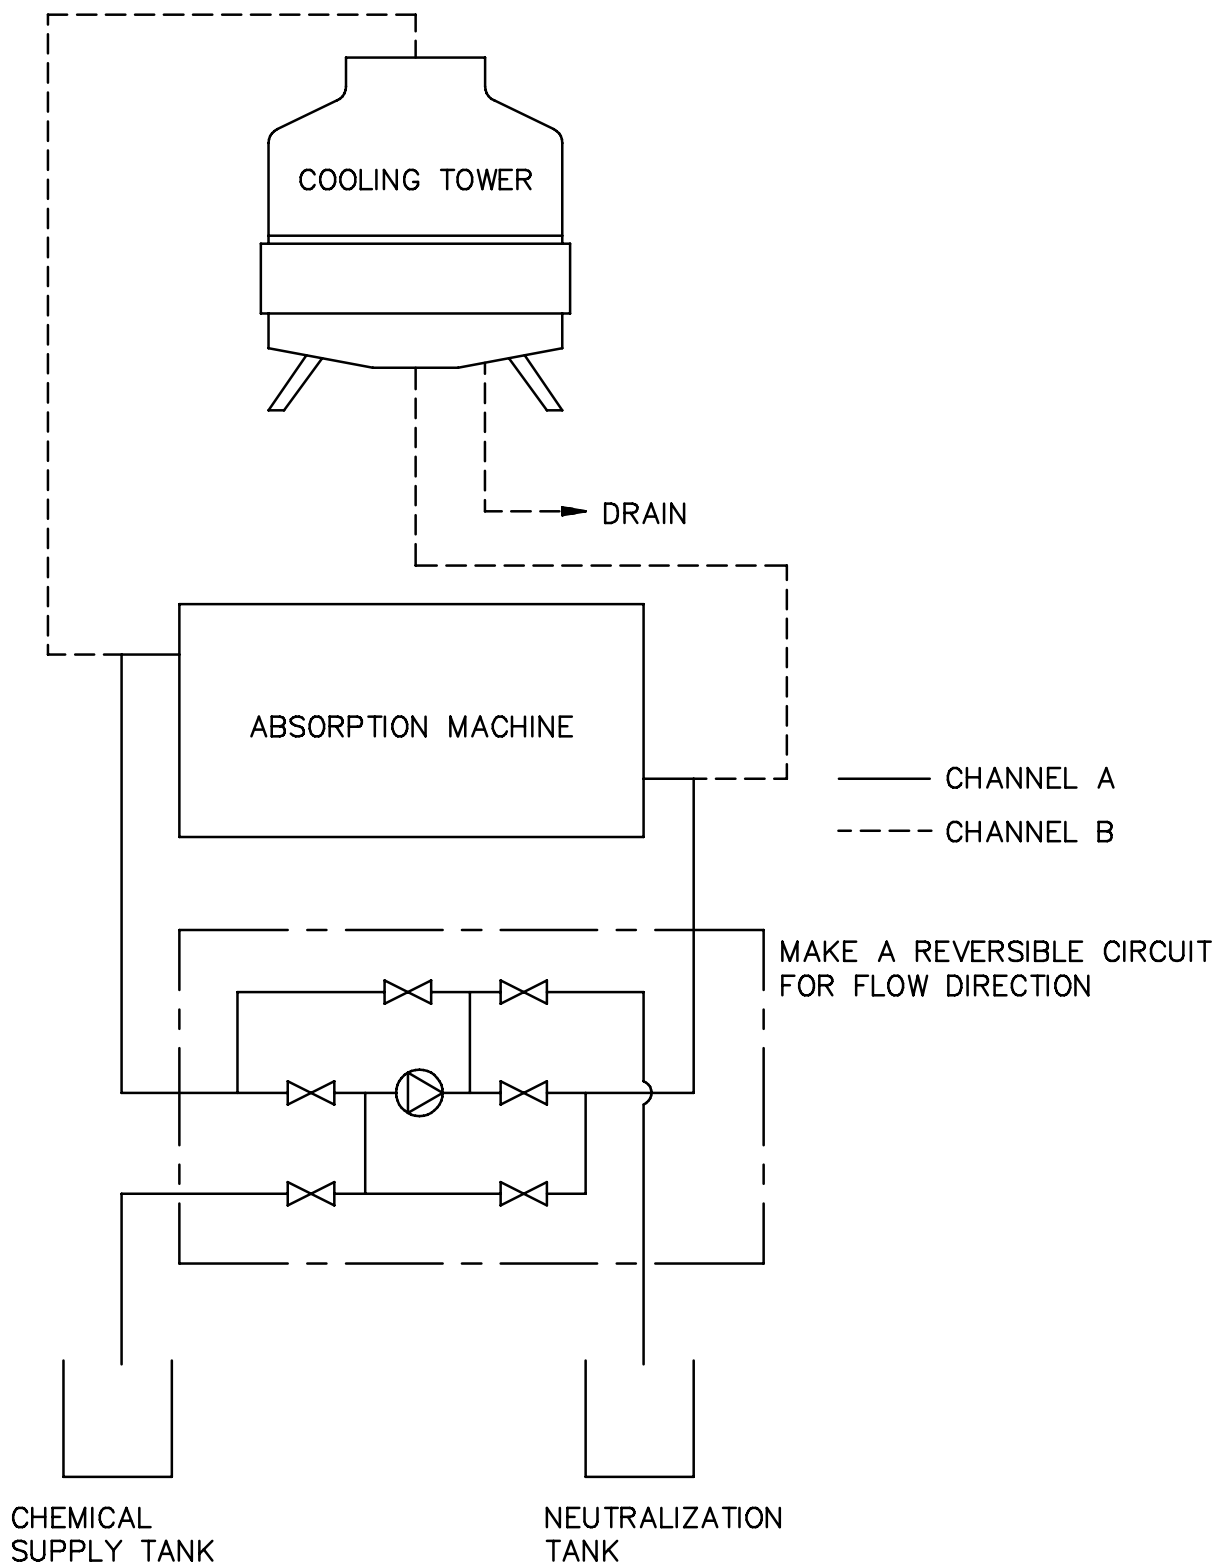 COOLING TOWER
DRAIN
ABSORPTION MACHINE
CHANNEL A
CHANNEL B
MAKE A REVERSIBLE CIRCUIT
FOR FLOW DIRECTION
CHEMICAL
SUPPLY TANK
NEUTRALIZATION
TANK